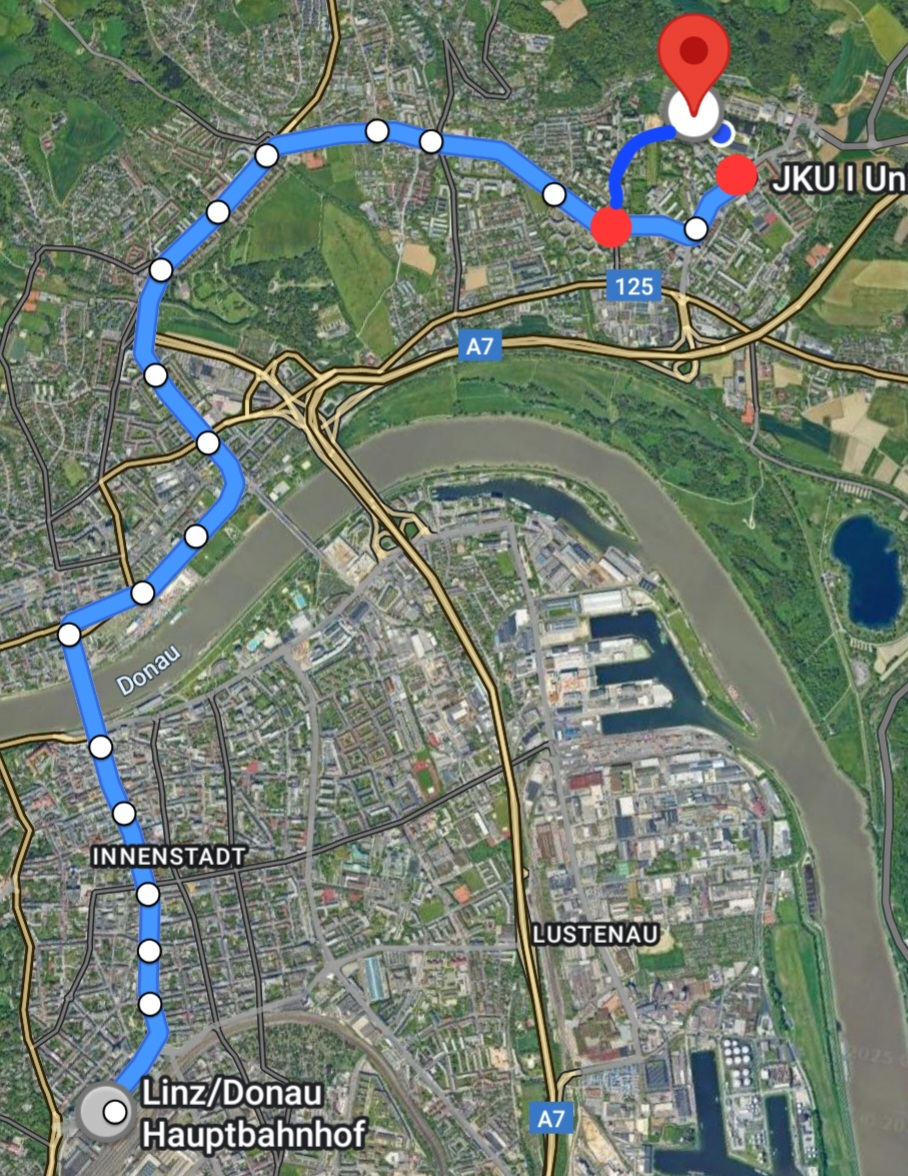 JKU I Un
125
A7
Donau
INNENSTADT
LUSTENAU
Linz/Donau
Hauptbahnhof
A7